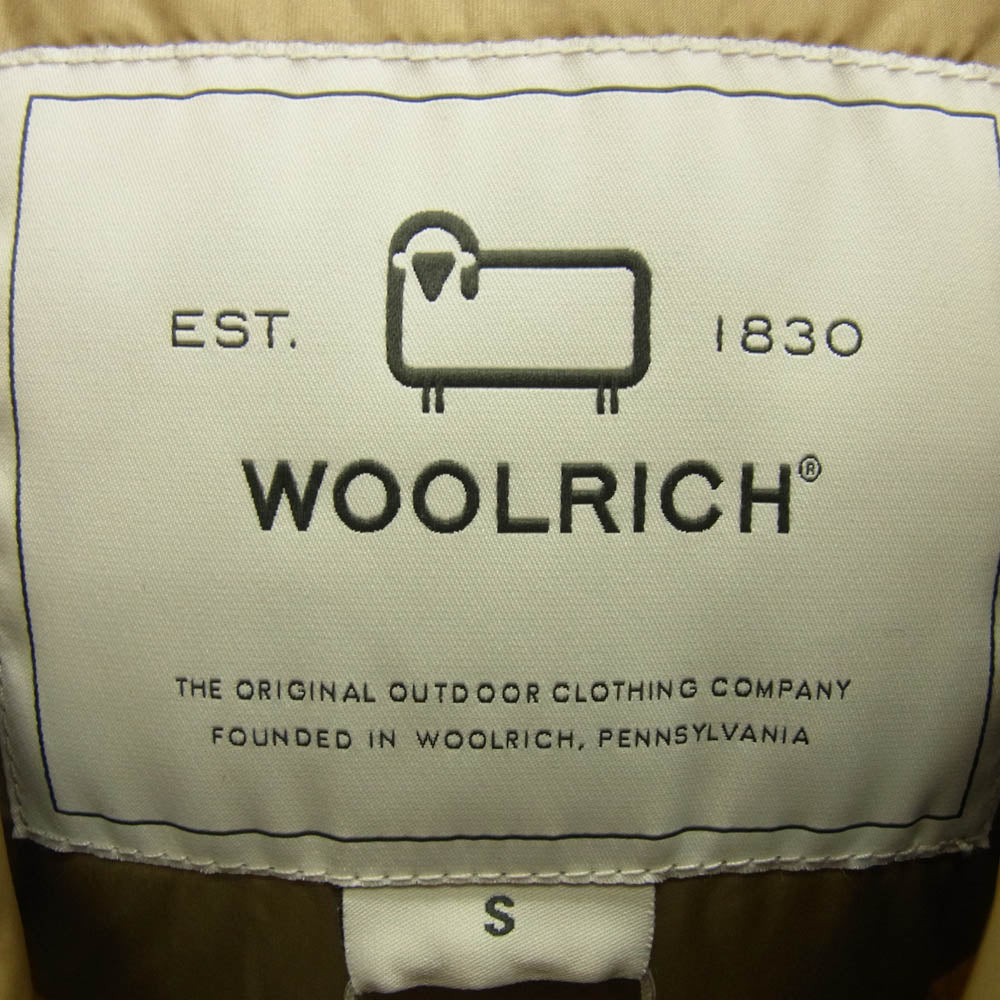 EST. 1830
WOOLRICH®
THE ORIGINAL OUTDOOR CLOTHING COMPANY
FOUNDED IN WOOLRICH, PENNSYLVANIA
S